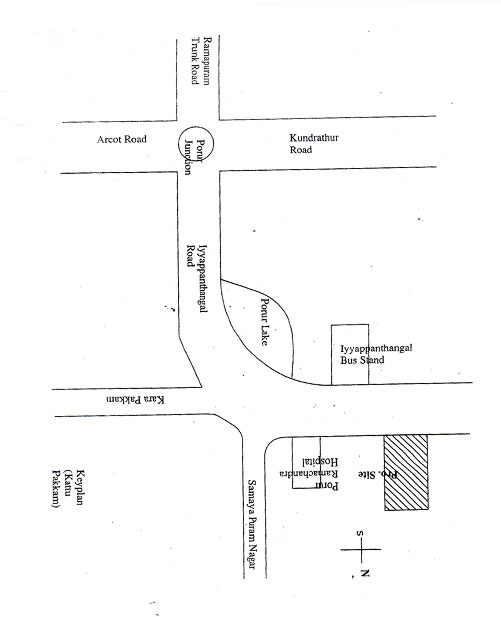 Ramapuram
Trunk Road
Arcot Road
Porur
Junction
Kundrathur
Road
Iyyappanthangal
Road
Porur Lake
Iyyappanthangal
Bus Stand
Kara Pakkam
Porur
Ramachandra
Hospital
Pro. Site
Samaya Puram Nagar
Keyplan
(Kattu
Pakkam)
S
N